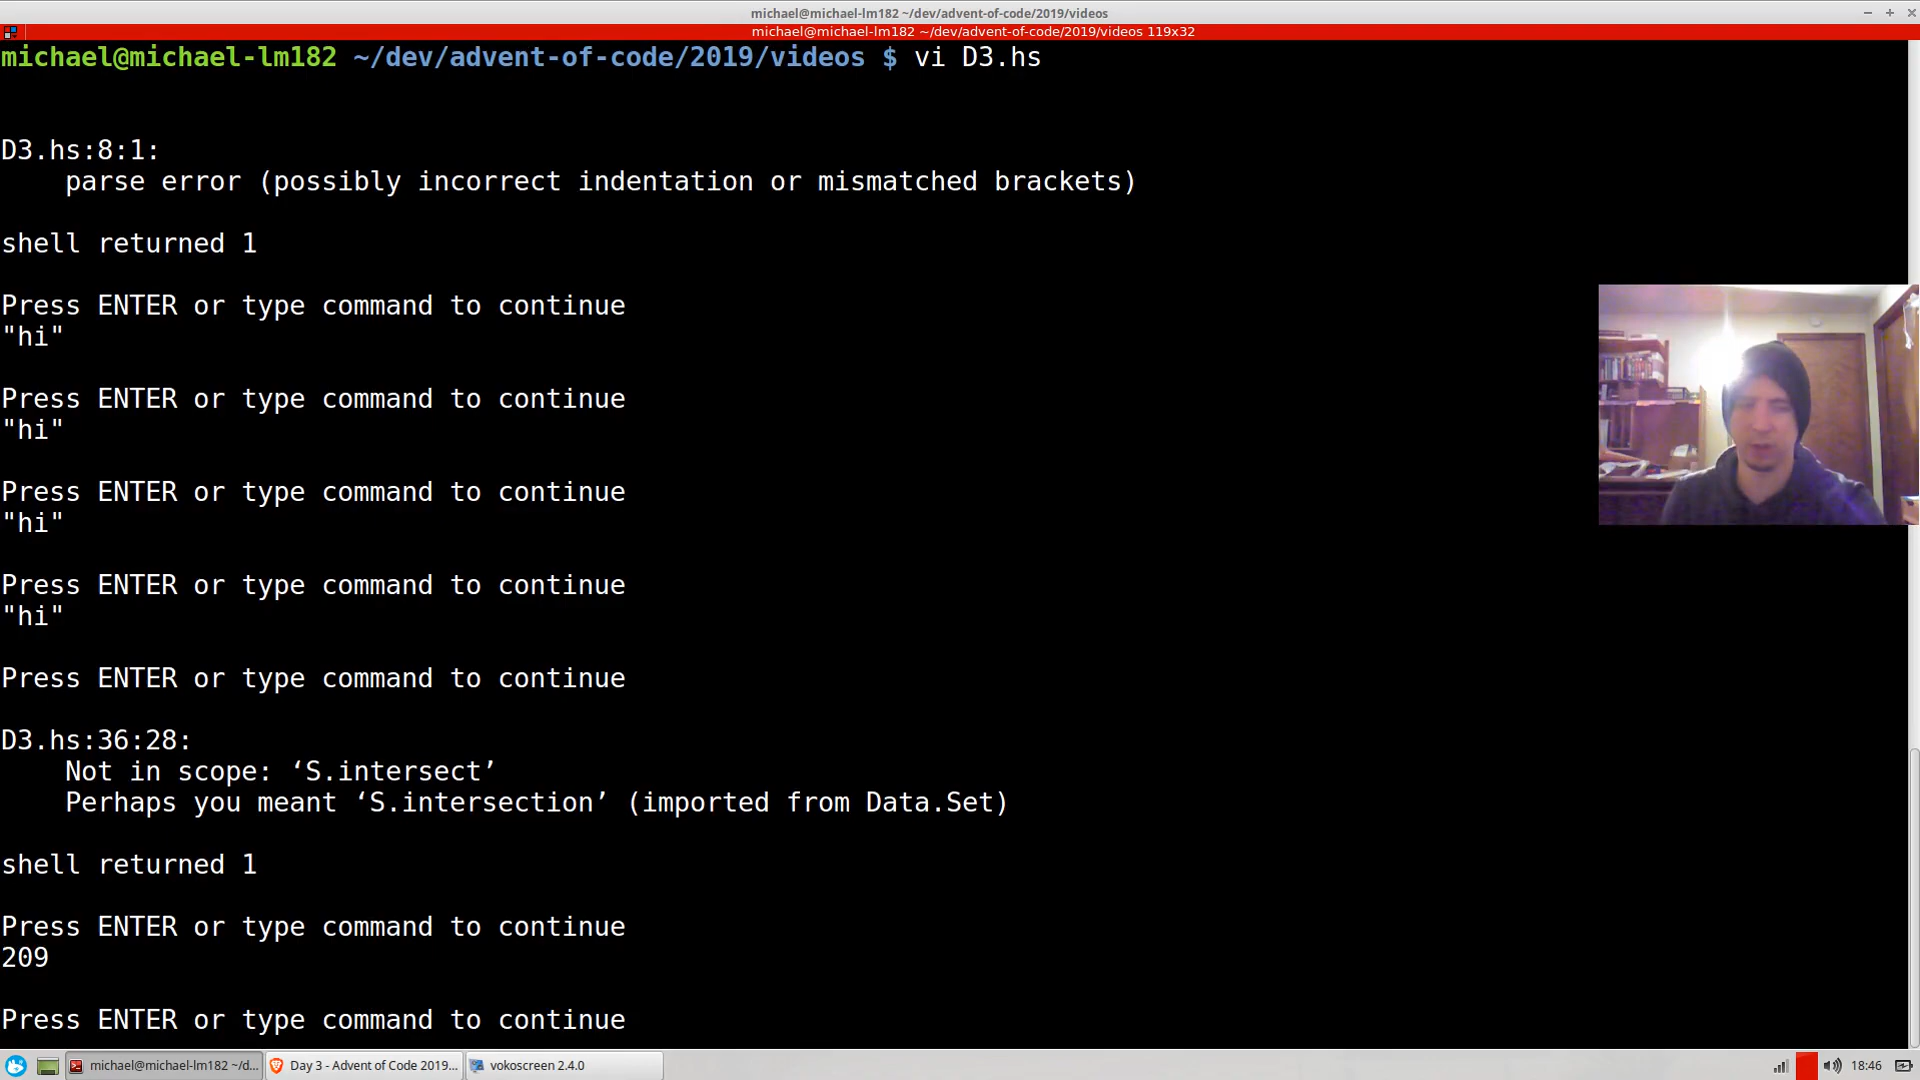 michael@michael-lm182 ~/dev/advent-of-code/2019/videos
michael@michael-lm182 ~/dev/advent-of-code/2019/videos 119x32
michael@michael-lm182 ~/dev/advent-of-code/2019/videos $ vi D3.hs
D3.hs:8:1:
parse error (possibly incorrect indentation or mismatched brackets)
shell returned 1
Press ENTER or type command to continue
"hi"
Press ENTER or type command to continue
"hi"
Press ENTER or type command to continue
"hi"
Press ENTER or type command to continue
"hi"
Press ENTER or type command to continue
D3.hs:36:28:
Not in scope: ‘S.intersect’
Perhaps you meant ‘S.intersection’ (imported from Data.Set)
shell returned 1
Press ENTER or type command to continue
209
Press ENTER or type command to continue
michael@michael-lm182 ~/d...
Day 3 - Advent of Code 2019...
vokoscreen 2.4.0
18:46